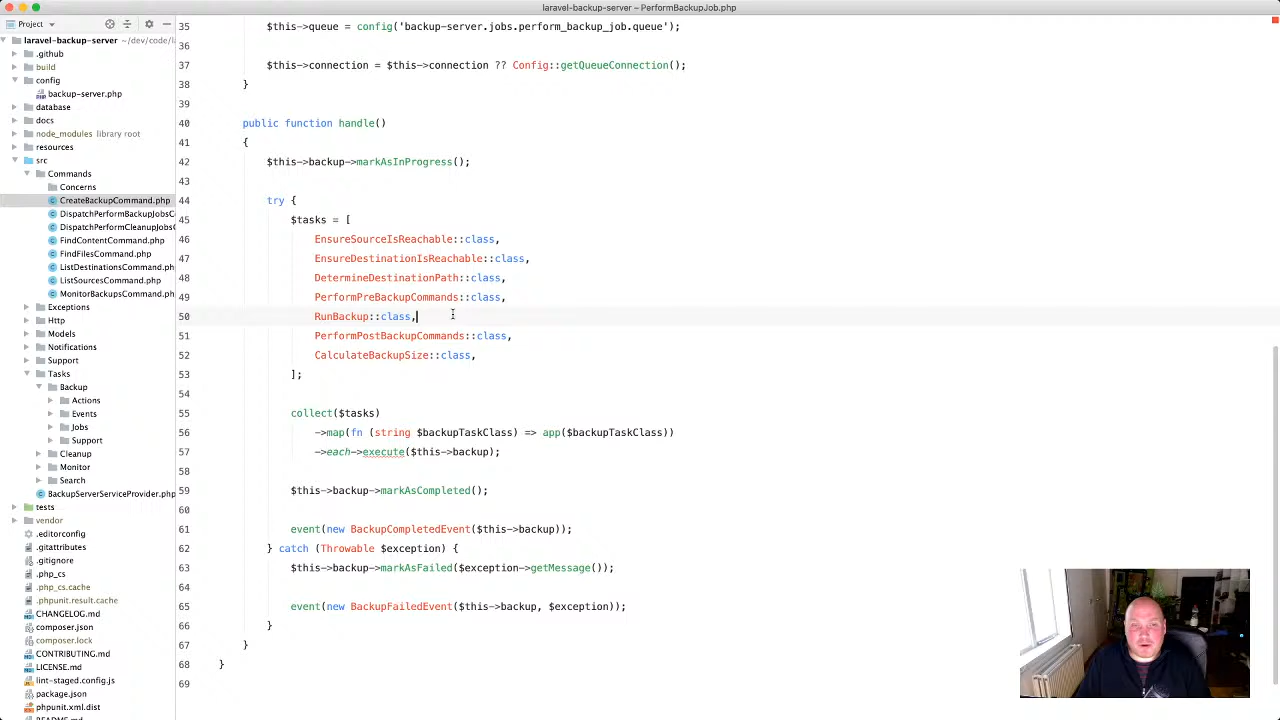 laravel-backup-server – PerformBackupJob.php
Project
laravel-backup-server ~/dev/code/l
.github
build
config
backup-server.php
database
docs
node_modules library root
resources
src
Commands
Concerns
CreateBackupCommand.php
DispatchPerformBackupJobsC
DispatchPerformCleanupJobsC
FindContentCommand.php
FindFilesCommand.php
ListDestinationsCommand.ph
ListSourcesCommand.php
MonitorBackupsCommand.ph
Exceptions
Http
Models
Notifications
Support
Tasks
Backup
Actions
Events
Jobs
Support
Cleanup
Monitor
Search
BackupServerServiceProvider.php
tests
vendor
.editorconfig
.gitattributes
.gitignore
.php_cs
.php_cs.cache
.phpunit.result.cache
CHANGELOG.md
composer.json
composer.lock
CONTRIBUTING.md
LICENSE.md
lint-staged.config.js
package.json
phpunit.xml.dist
README.md
35 $this->queue = config('backup-server.jobs.perform_backup_job.queue');
36
37 $this->connection = $this->connection ?? Config::getQueueConnection();
38 }
39
40 public function handle()
41 {
42 $this->backup->markAsInProgress();
43
44 try {
45 $tasks = [
46 EnsureSourceIsReachable::class,
47 EnsureDestinationIsReachable::class,
48 DetermineDestinationPath::class,
49 PerformPreBackupCommands::class,
50 RunBackup::class,
51 PerformPostBackupCommands::class,
52 CalculateBackupSize::class,
53 ];
54
55 collect($tasks)
56 ->map(fn (string $backupTaskClass) => app($backupTaskClass))
57 ->each->execute($this->backup);
58
59 $this->backup->markAsCompleted();
60
61 event(new BackupCompletedEvent($this->backup));
62 } catch (Throwable $exception) {
63 $this->backup->markAsFailed($exception->getMessage());
64
65 event(new BackupFailedEvent($this->backup, $exception));
66 }
67 }
68 }
69